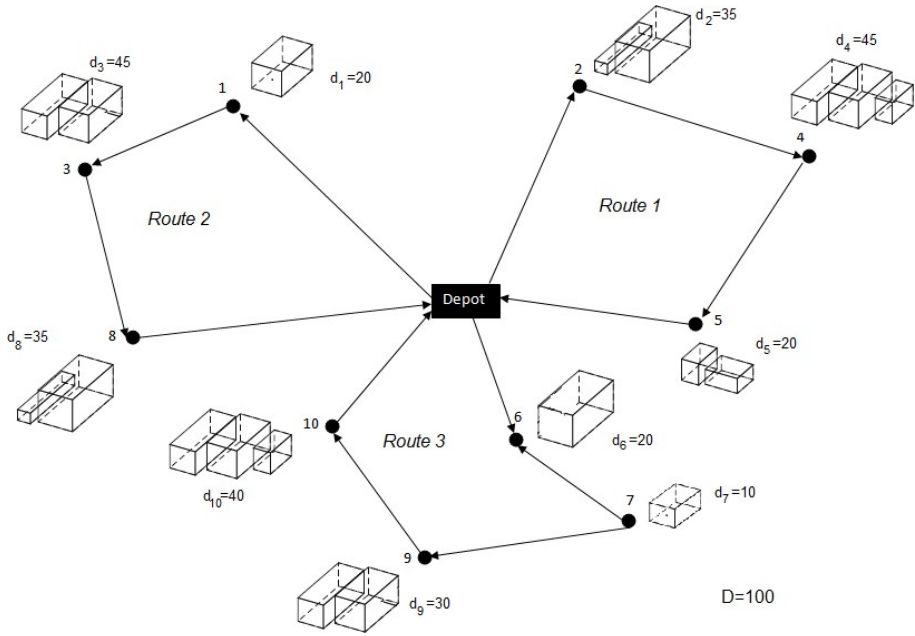 d2=35
d4=45
d3=45
d1=20
2
1
4
3
Route 1
Route 2
Depot
5
d8=35
8
d5=20
10
Route 3
6
d6=20
d10=40
7
d7=10
9
d9=30
D=100